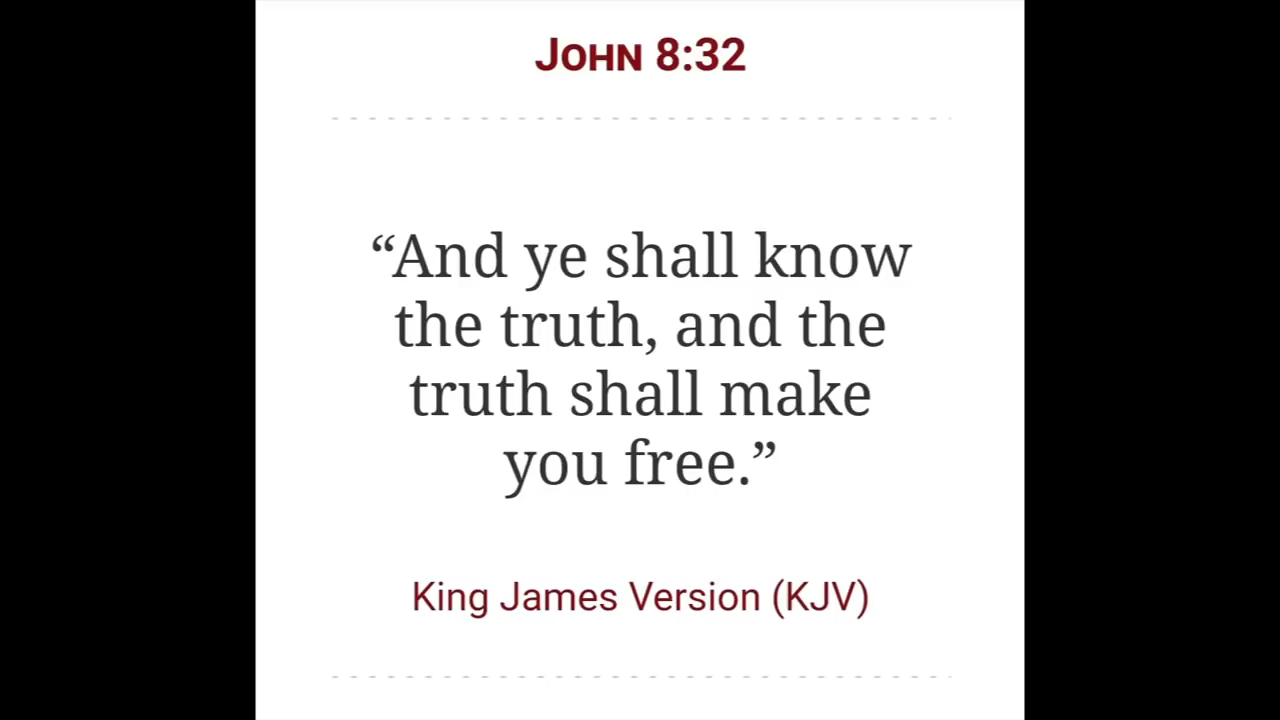 John 8:32
“And ye shall know
the truth, and the
truth shall make
you free.”
King James Version (KJV)